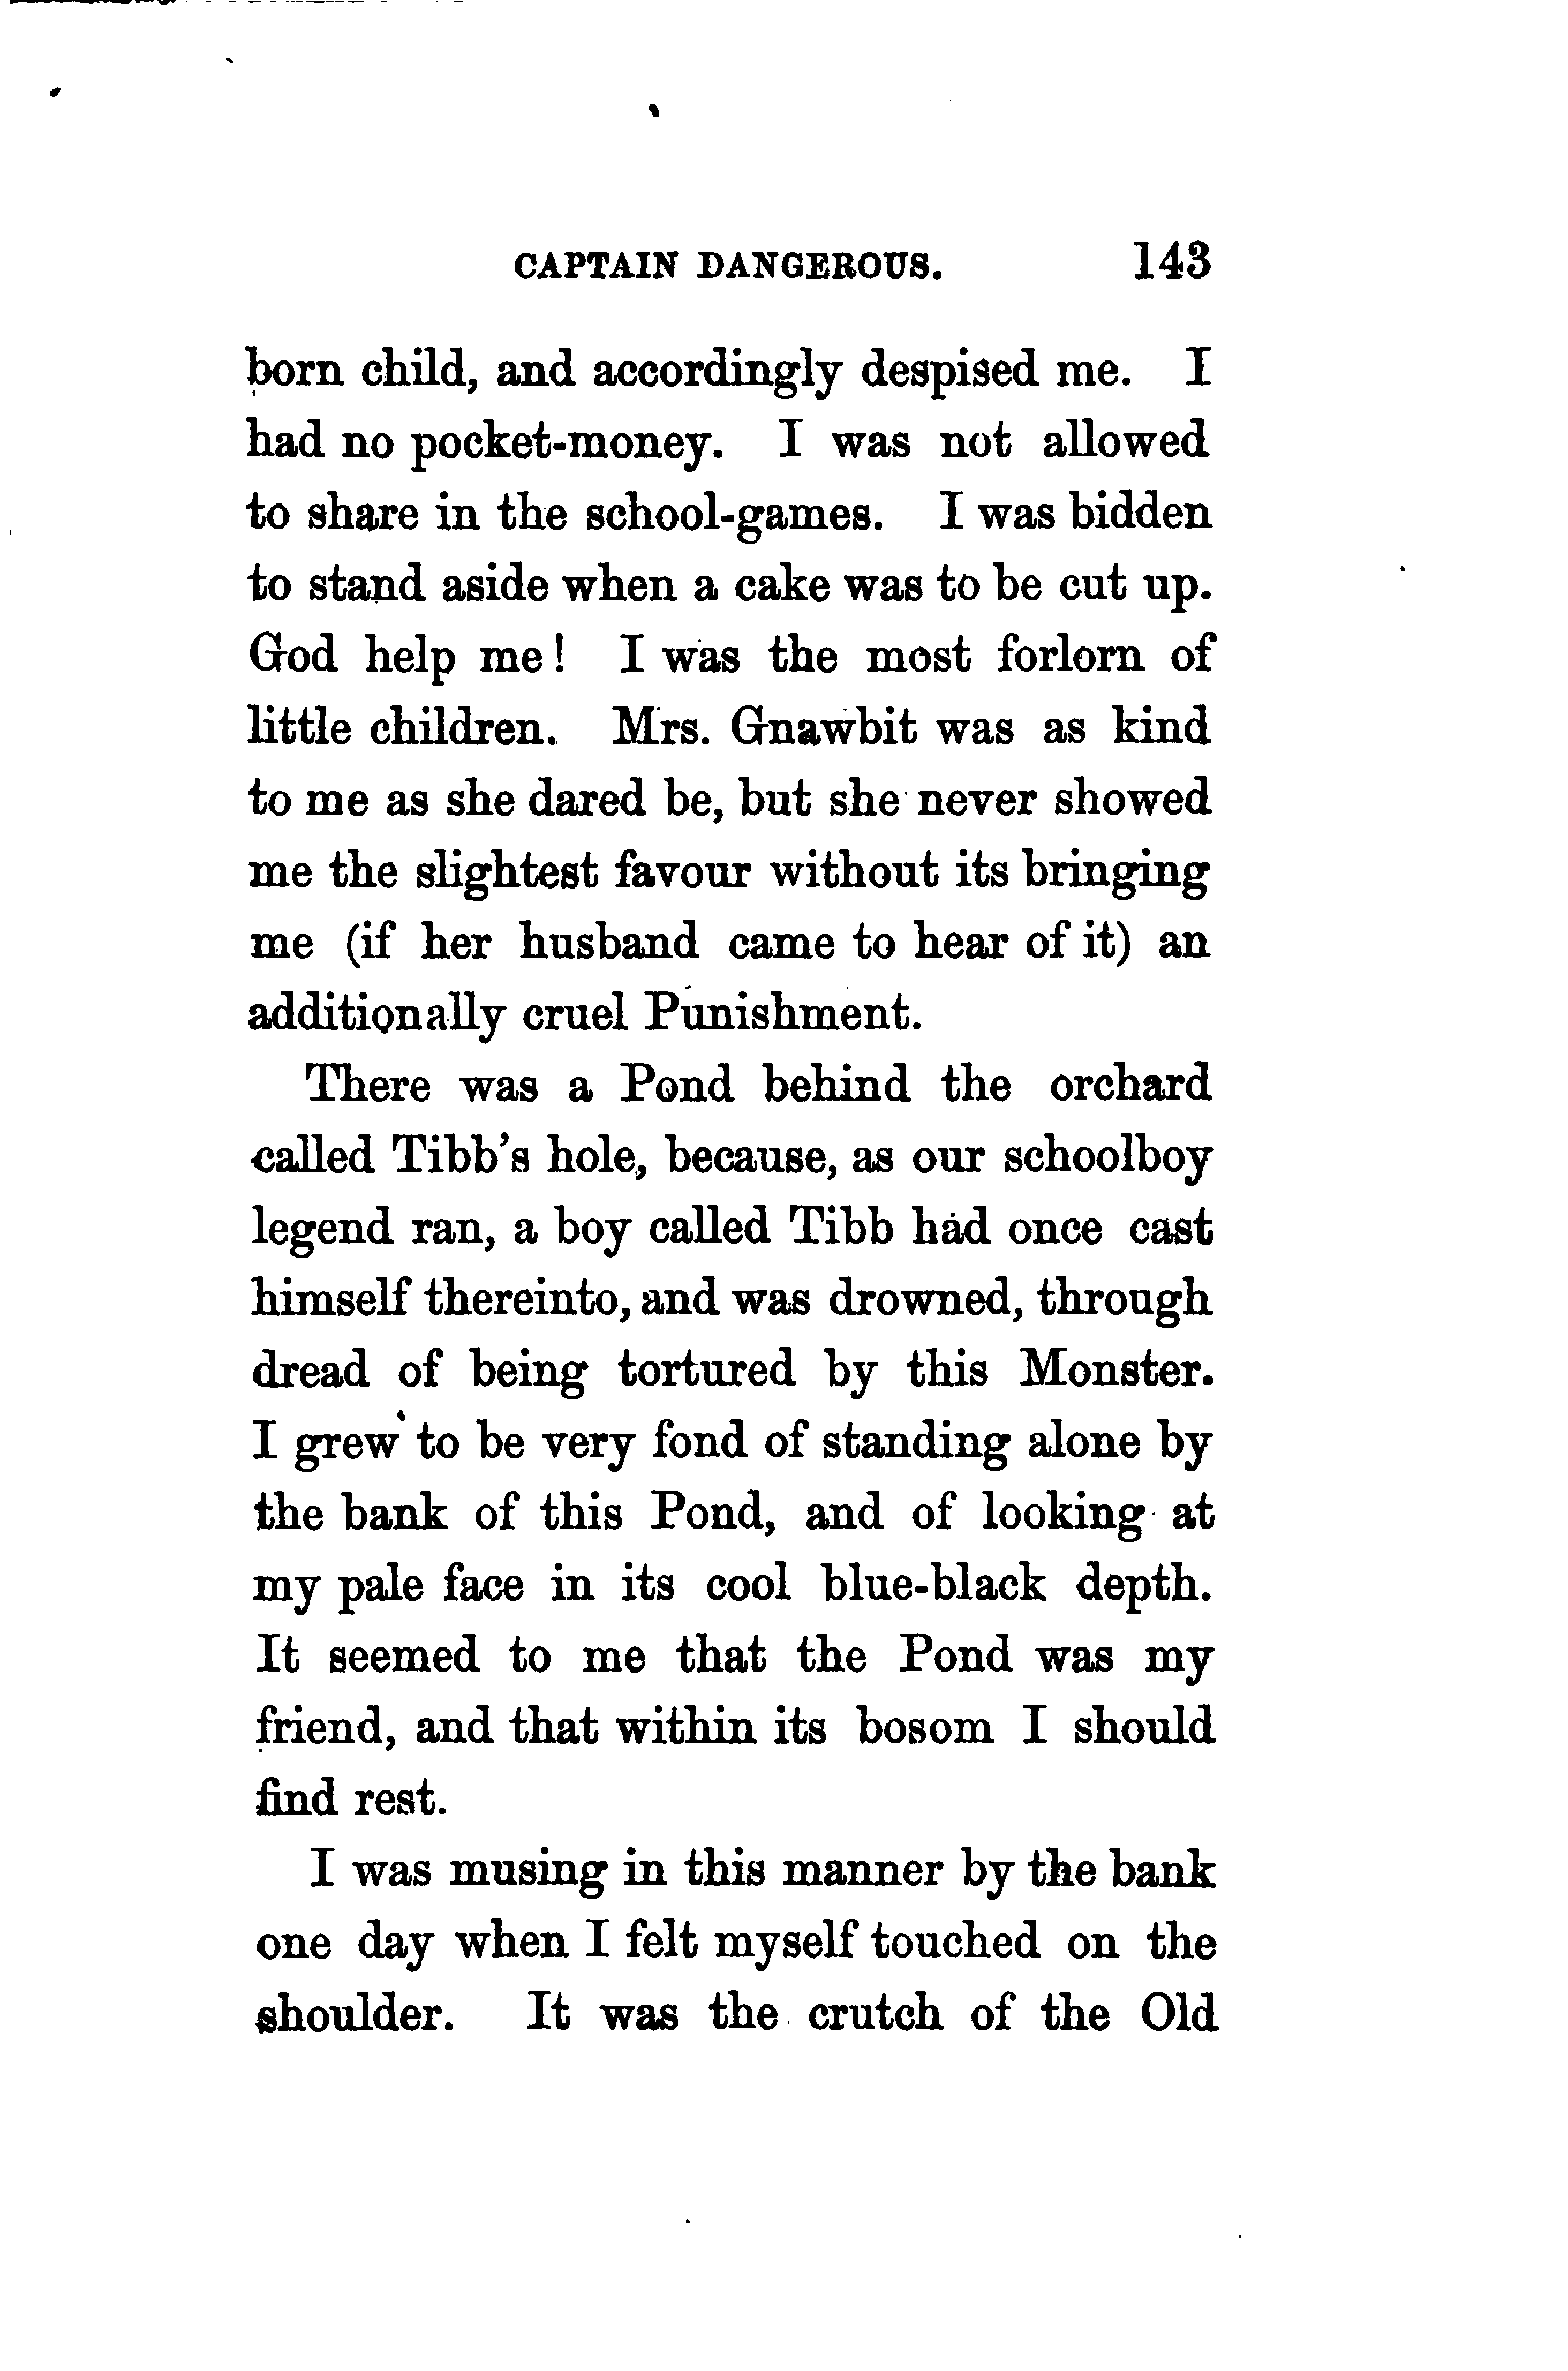 CAPTAIN DANGEROUS. 143
born child, and accordingly despised me. I
had no pocket-money. I was not allowed
to share in the school-games. I was bidden
to stand aside when a cake was to be cut up.
God help me! I was the most forlorn of
little children. Mrs. Gnawbit was as kind
to me as she dared be, but she never showed
me the slightest favour without its bringing
me (if her husband came to hear of it) an
additionally cruel Punishment.
There was a Pond behind the orchard
called Tibb's hole, because, as our schoolboy
legend ran, a boy called Tibb had once cast
himself thereinto, and was drowned, through
dread of being tortured by this Monster.
I grew to be very fond of standing alone by
the bank of this Pond, and of looking at
my pale face in its cool blue-black depth.
It seemed to me that the Pond was my
friend, and that within its bosom I should
find rest.
I was musing in this manner by the bank
one day when I felt myself touched on the
shoulder. It was the crutch of the Old